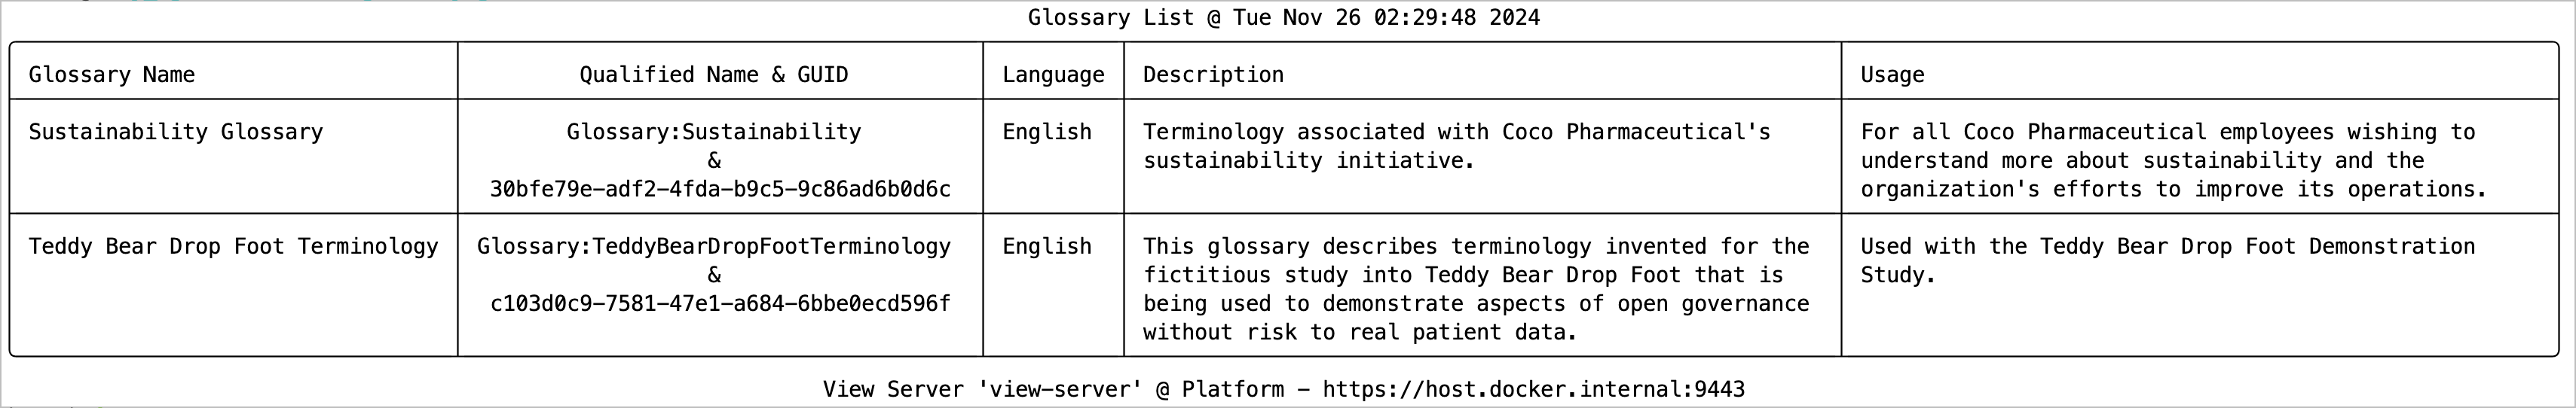 Glossary List @ Tue Nov 26 02:29:48 2024
Glossary Name Qualified Name & GUID Language Description Usage
Sustainability Glossary Glossary:Sustainability English Terminology associated with Coco Pharmaceutical's For all Coco Pharmaceutical employees wishing to
& sustainability initiative. understand more about sustainability and the
30bfe79e-adf2-4fda-b9c5-9c86ad6b0d6c organization's efforts to improve its operations.
Teddy Bear Drop Foot Terminology Glossary:TeddyBearDropFootTerminology English This glossary describes terminology invented for the Used with the Teddy Bear Drop Foot Demonstration
& fictitious study into Teddy Bear Drop Foot that is Study.
c103d0c9-7581-47e1-a684-6bbe0ecd596f being used to demonstrate aspects of open governance
without risk to real patient data.
View Server 'view-server' @ Platform - https://host.docker.internal:9443